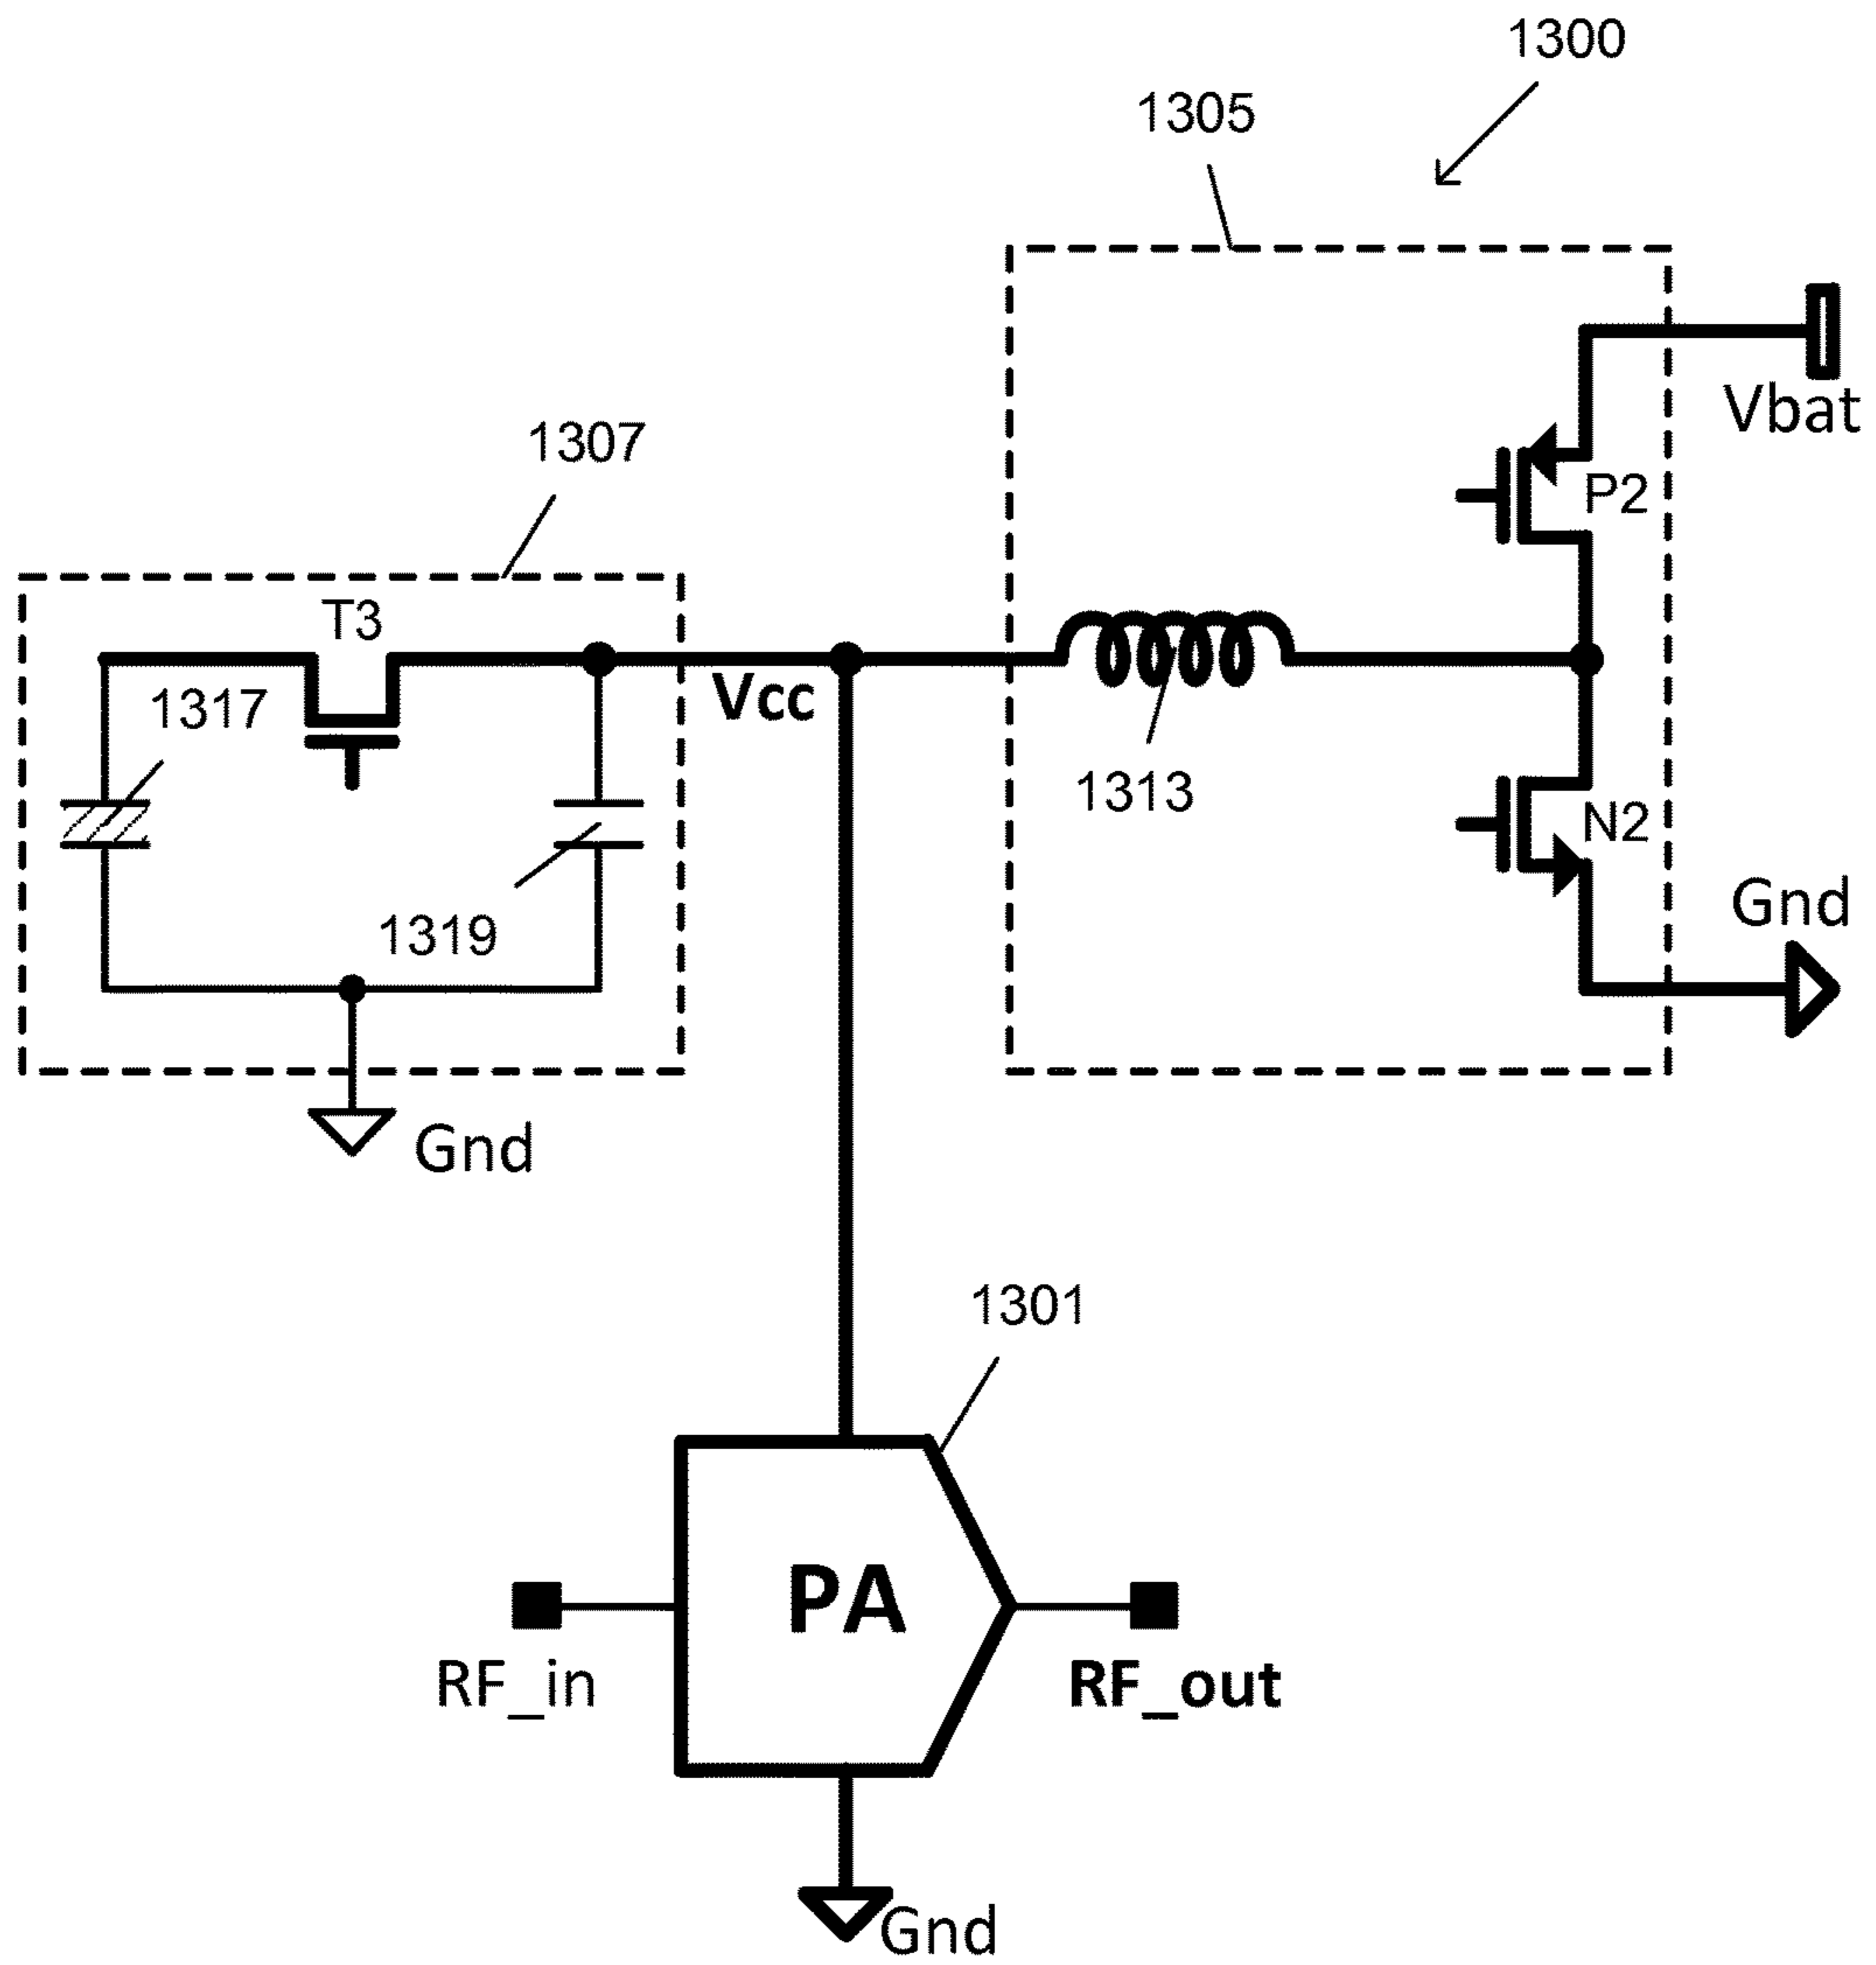 1300
1305
Vbat
1307
P2
T3
1317
Vcc
1313
N2
1319
Gnd
Gnd
1301
PA
RF_in
RF_out
Gnd